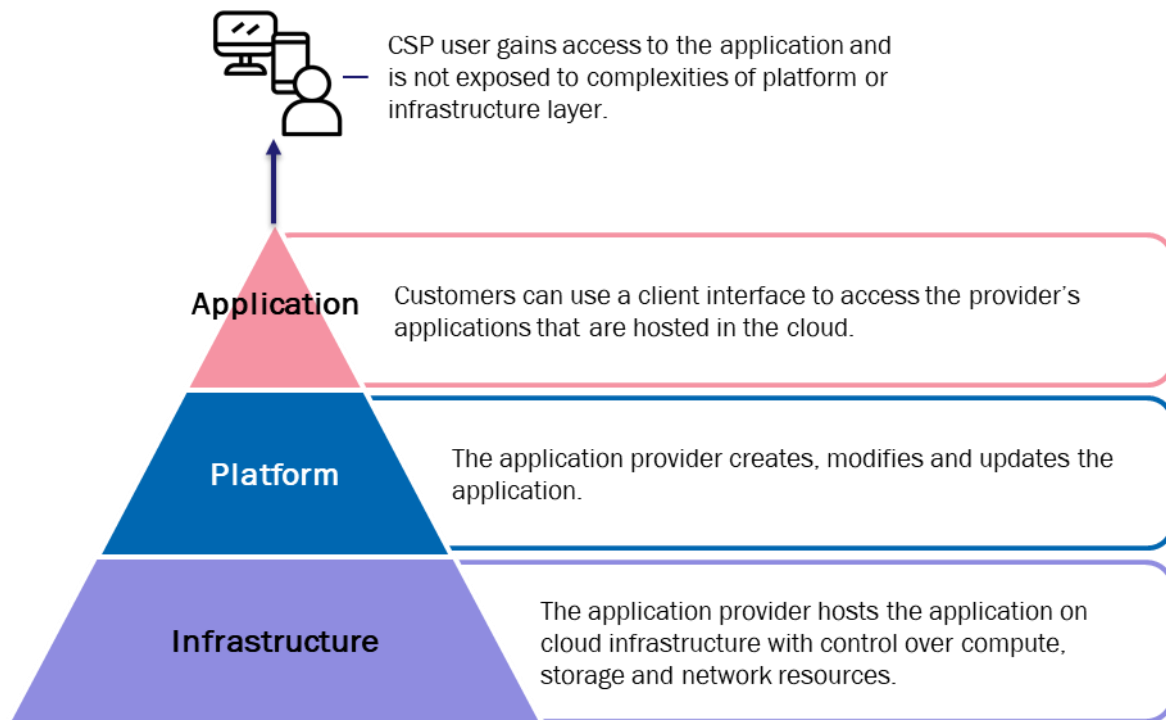 CSP user gains access to the application and
is not exposed to complexities of platform or
infrastructure layer.
Application
Customers can use a client interface to access the provider's
applications that are hosted in the cloud.
Platform
The application provider creates, modifies and updates the
application.
Infrastructure
The application provider hosts the application on
cloud infrastructure with control over compute,
storage and network resources.